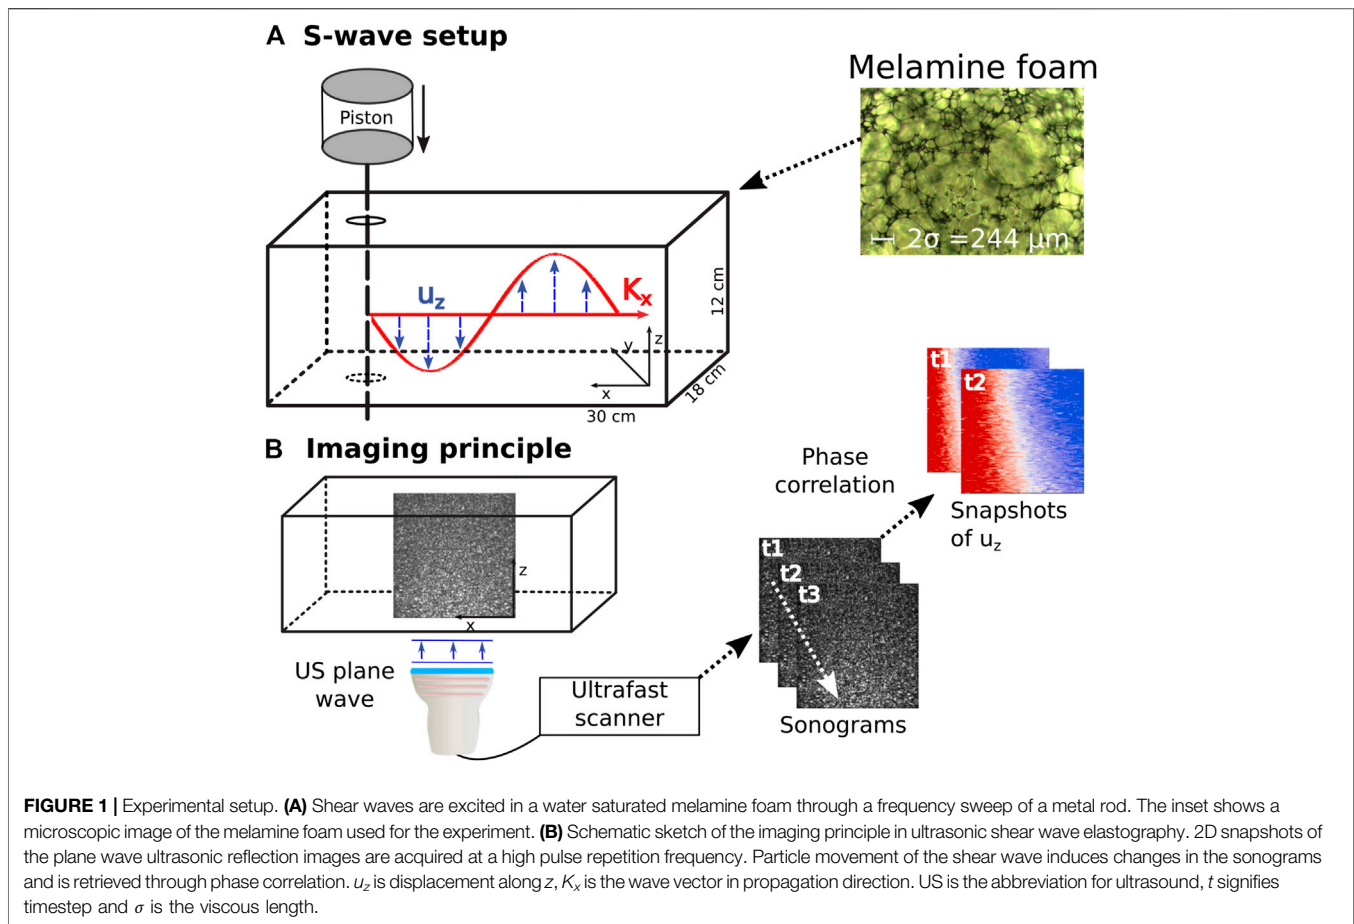 A S-wave setup
Piston
Melamine foam
2σ =244 µm
uz
Kx
12 cm
z
y
x
18 cm
30 cm
t1
t2
B Imaging principle
Phase
correlation
Snapshots
of uz
z
x
t1
t2
t3
US plane
wave
Ultrafast
scanner
Sonograms
FIGURE 1 | Experimental setup. (A) Shear waves are excited in a water saturated melamine foam through a frequency sweep of a metal rod. The inset shows a
microscopic image of the melamine foam used for the experiment. (B) Schematic sketch of the imaging principle in ultrasonic shear wave elastography. 2D snapshots of
the plane wave ultrasonic reflection images are acquired at a high pulse repetition frequency. Particle movement of the shear wave induces changes in the sonograms
and is retrieved through phase correlation. uz is displacement along z, Kx is the wave vector in propagation direction. US is the abbreviation for ultrasound, t signifies
timestep and σ is the viscous length.